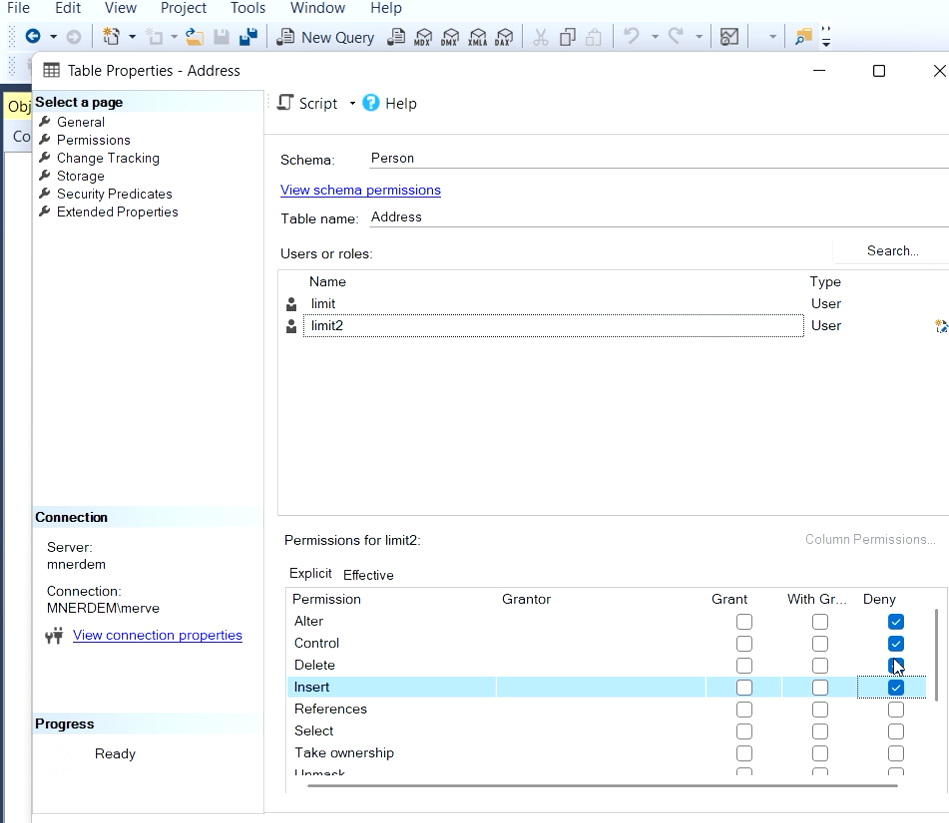 File Edit View Project Tools Window Help
New Query MDX DMX XMLA DAX
Table Properties - Address
Obj
Select a page
Script Help
General
Co
Permissions
Change Tracking
Storage
Security Predicates
Extended Properties
Schema: Person
View schema permissions
Table name: Address
Users or roles: Search...
Name Type
limit User
limit2 User
Connection
Server:
mnerdem
Connection:
MNERDEM\merve
View connection properties
Progress
Ready
Permissions for limit2: Column Permissions...
Explicit Effective
Permission Grantor Grant With Gr... Deny
Alter
Control
Delete
Insert
References
Select
Take ownership
Unmask